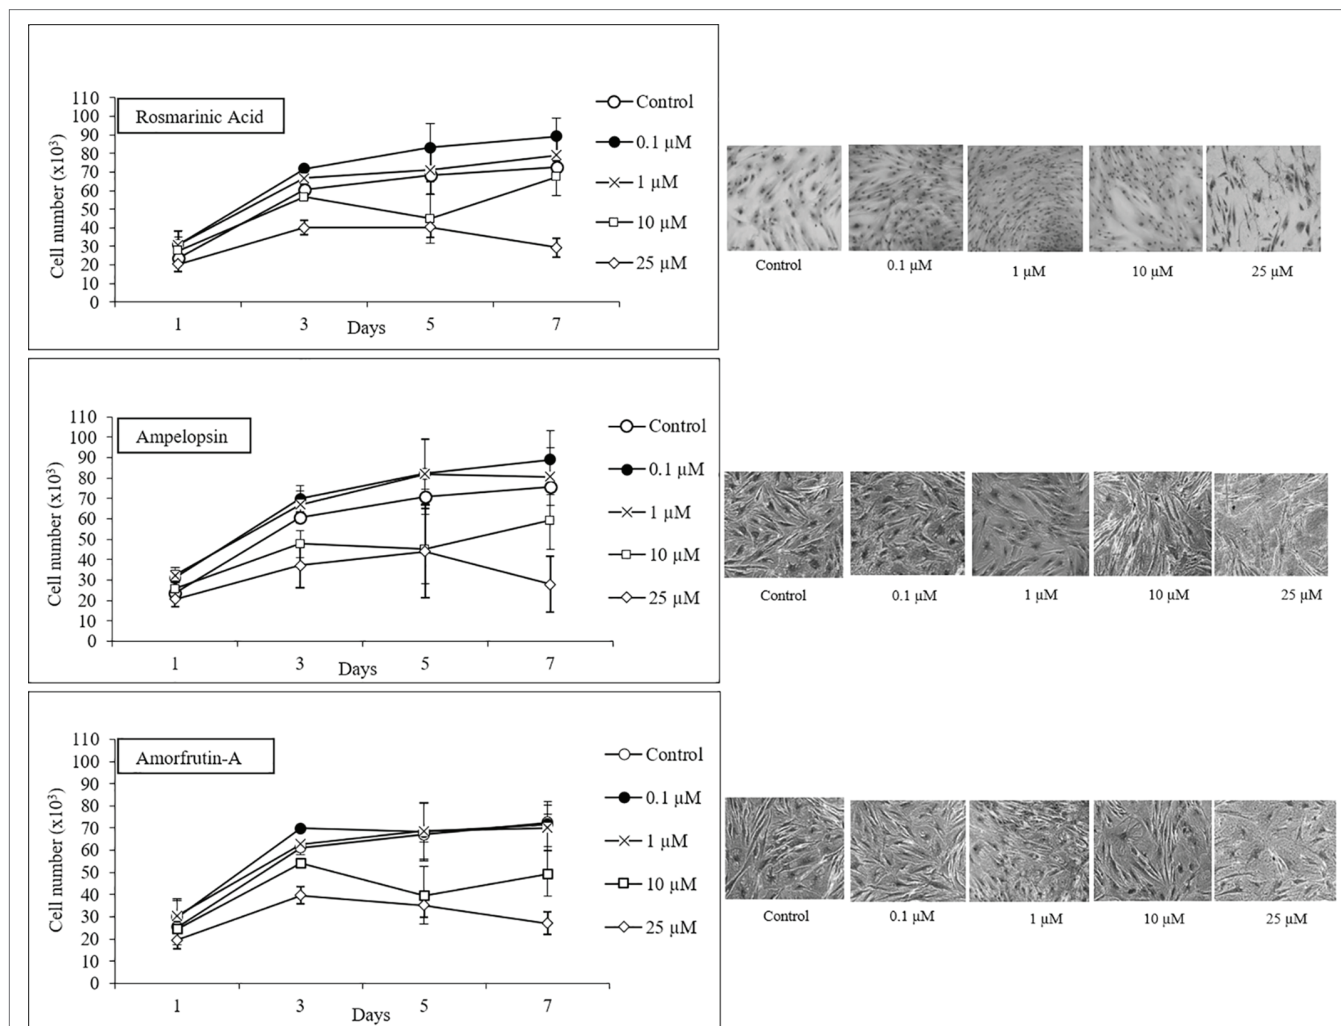 Rosmarinic Acid
Cell number (x10³)
110
100
90
80
70
60
50
40
30
20
10
0
1 3 5 7
Days
Control
0.1 µM
1 µM
10 µM
25 µM
Control 0.1 µM 1 µM 10 µM 25 µM
Ampelopsin
Cell number (x10³)
110
100
90
80
70
60
50
40
30
20
10
0
1 3 5 7
Days
Control
0.1 µM
1 µM
10 µM
25 µM
Control 0.1 µM 1 µM 10 µM 25 µM
Amorfrutin-A
Cell number (x10³)
110
100
90
80
70
60
50
40
30
20
10
0
1 3 5 7
Days
Control
0.1 µM
1 µM
10 µM
25 µM
Control 0.1 µM 1 µM 10 µM 25 µM